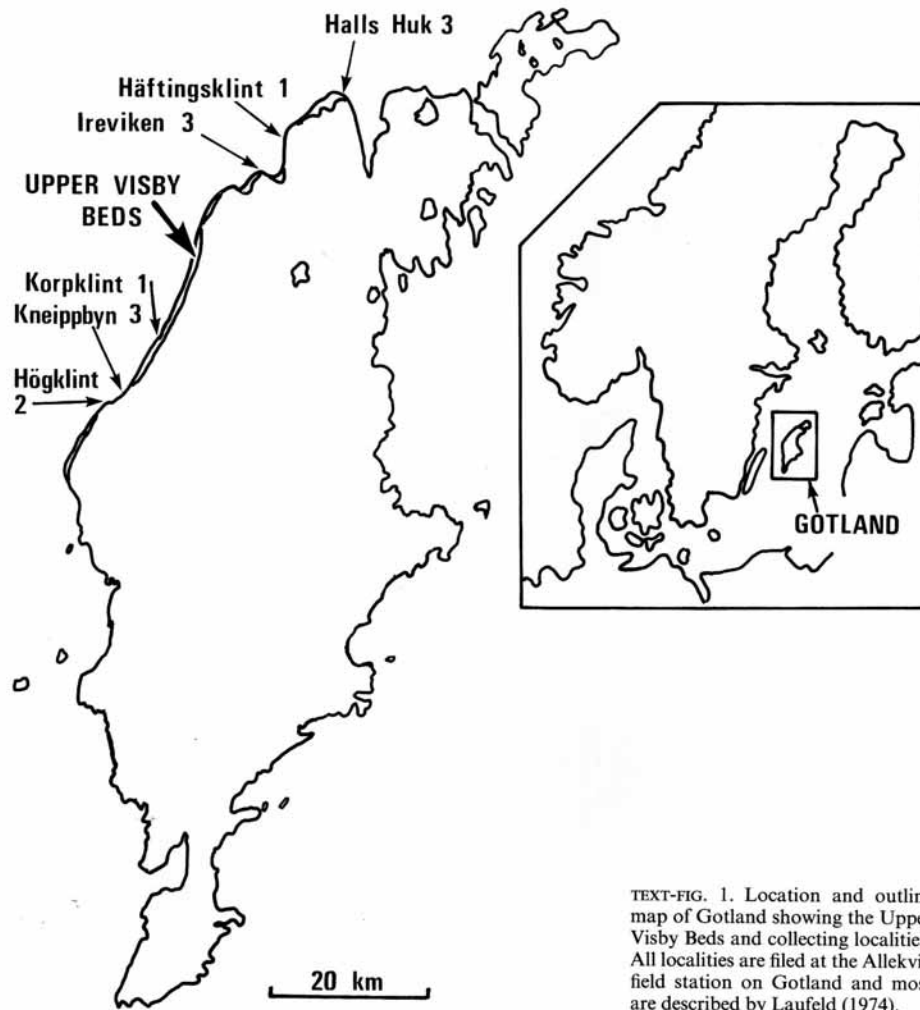 Halls Huk 3
Häftingsklint 1
Ireviken 3
UPPER VISBY
BEDS
Korpklint 1
Kneippbyn 3
Högklint
2
GOTLAND
20 km
TEXT-FIG. 1. Location and outlin
map of Gotland showing the Uppe
Visby Beds and collecting localitie
All localities are filed at the Allekvi
field station on Gotland and mos
are described by Laufeld (1974).